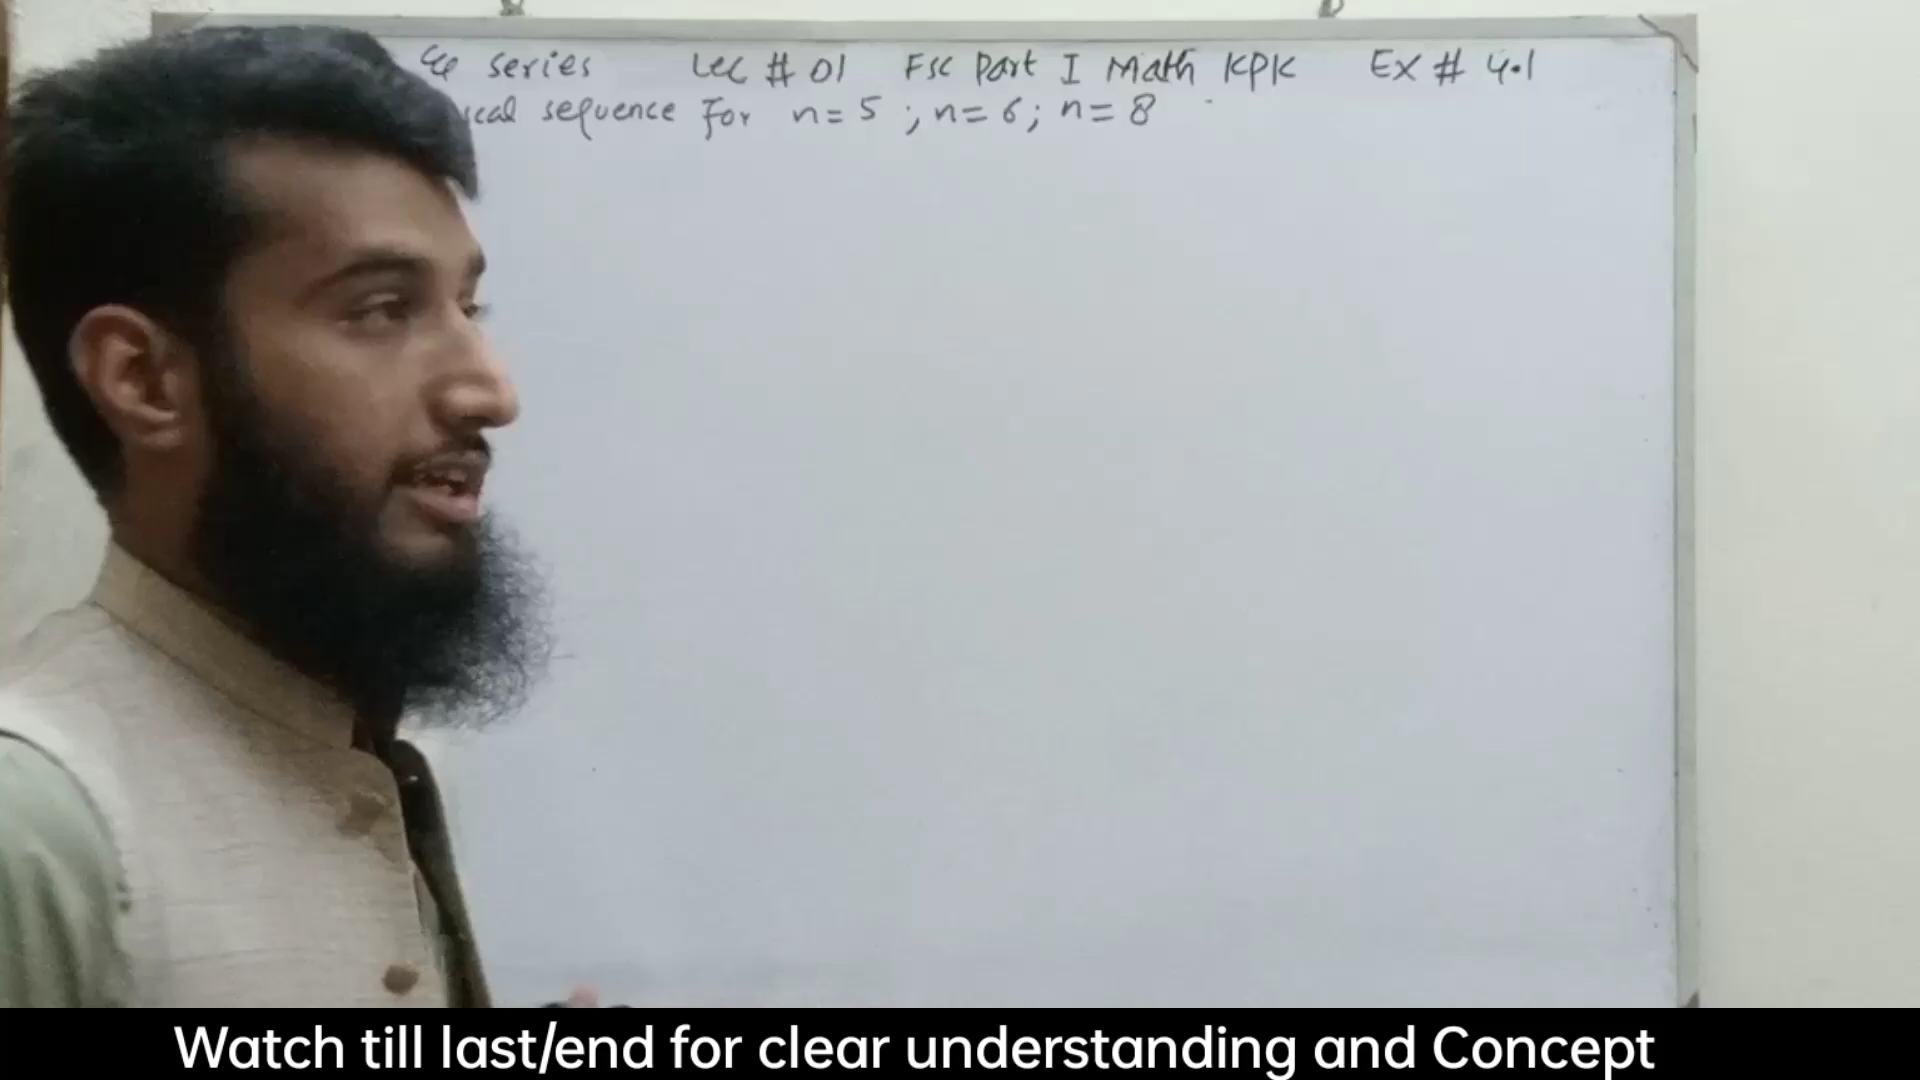 series Lec # 01 Fsc Part I Math KPK Ex # 4.1
sequence For n=5 ; n=6; n=8
Watch till last/end for clear understanding and Concept